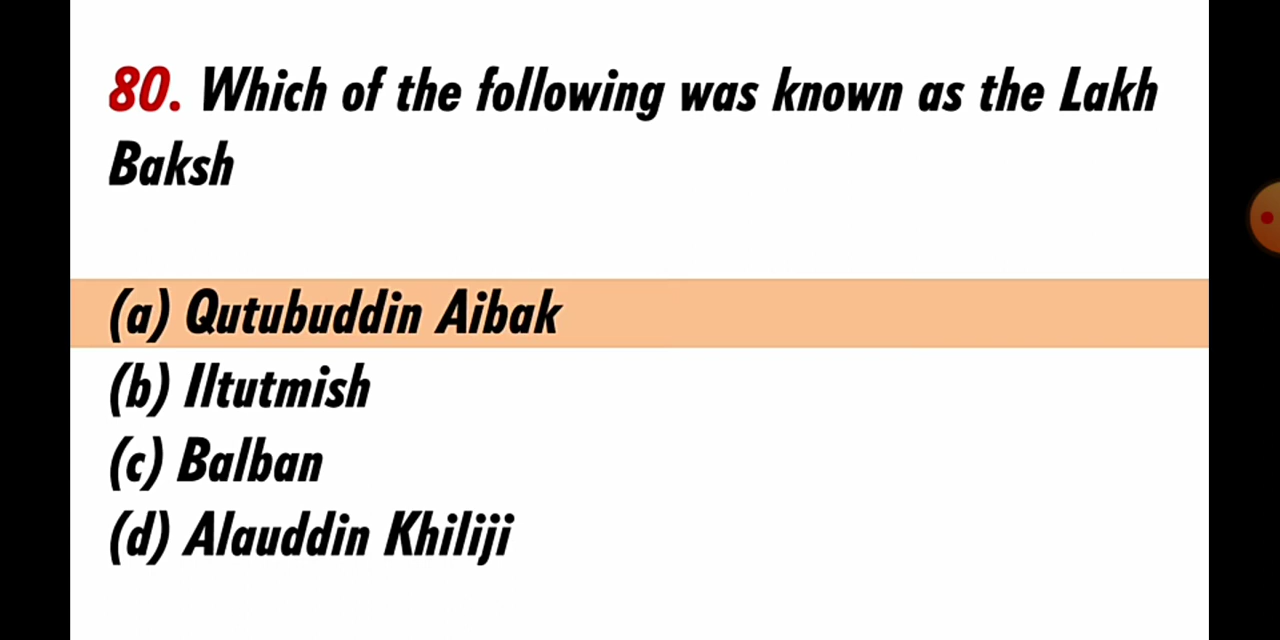 80. Which of the following was known as the Lakh
Baksh
(a) Qutubuddin Aibak
(b) Iltutmish
(c) Balban
(d) Alauddin Khiliji